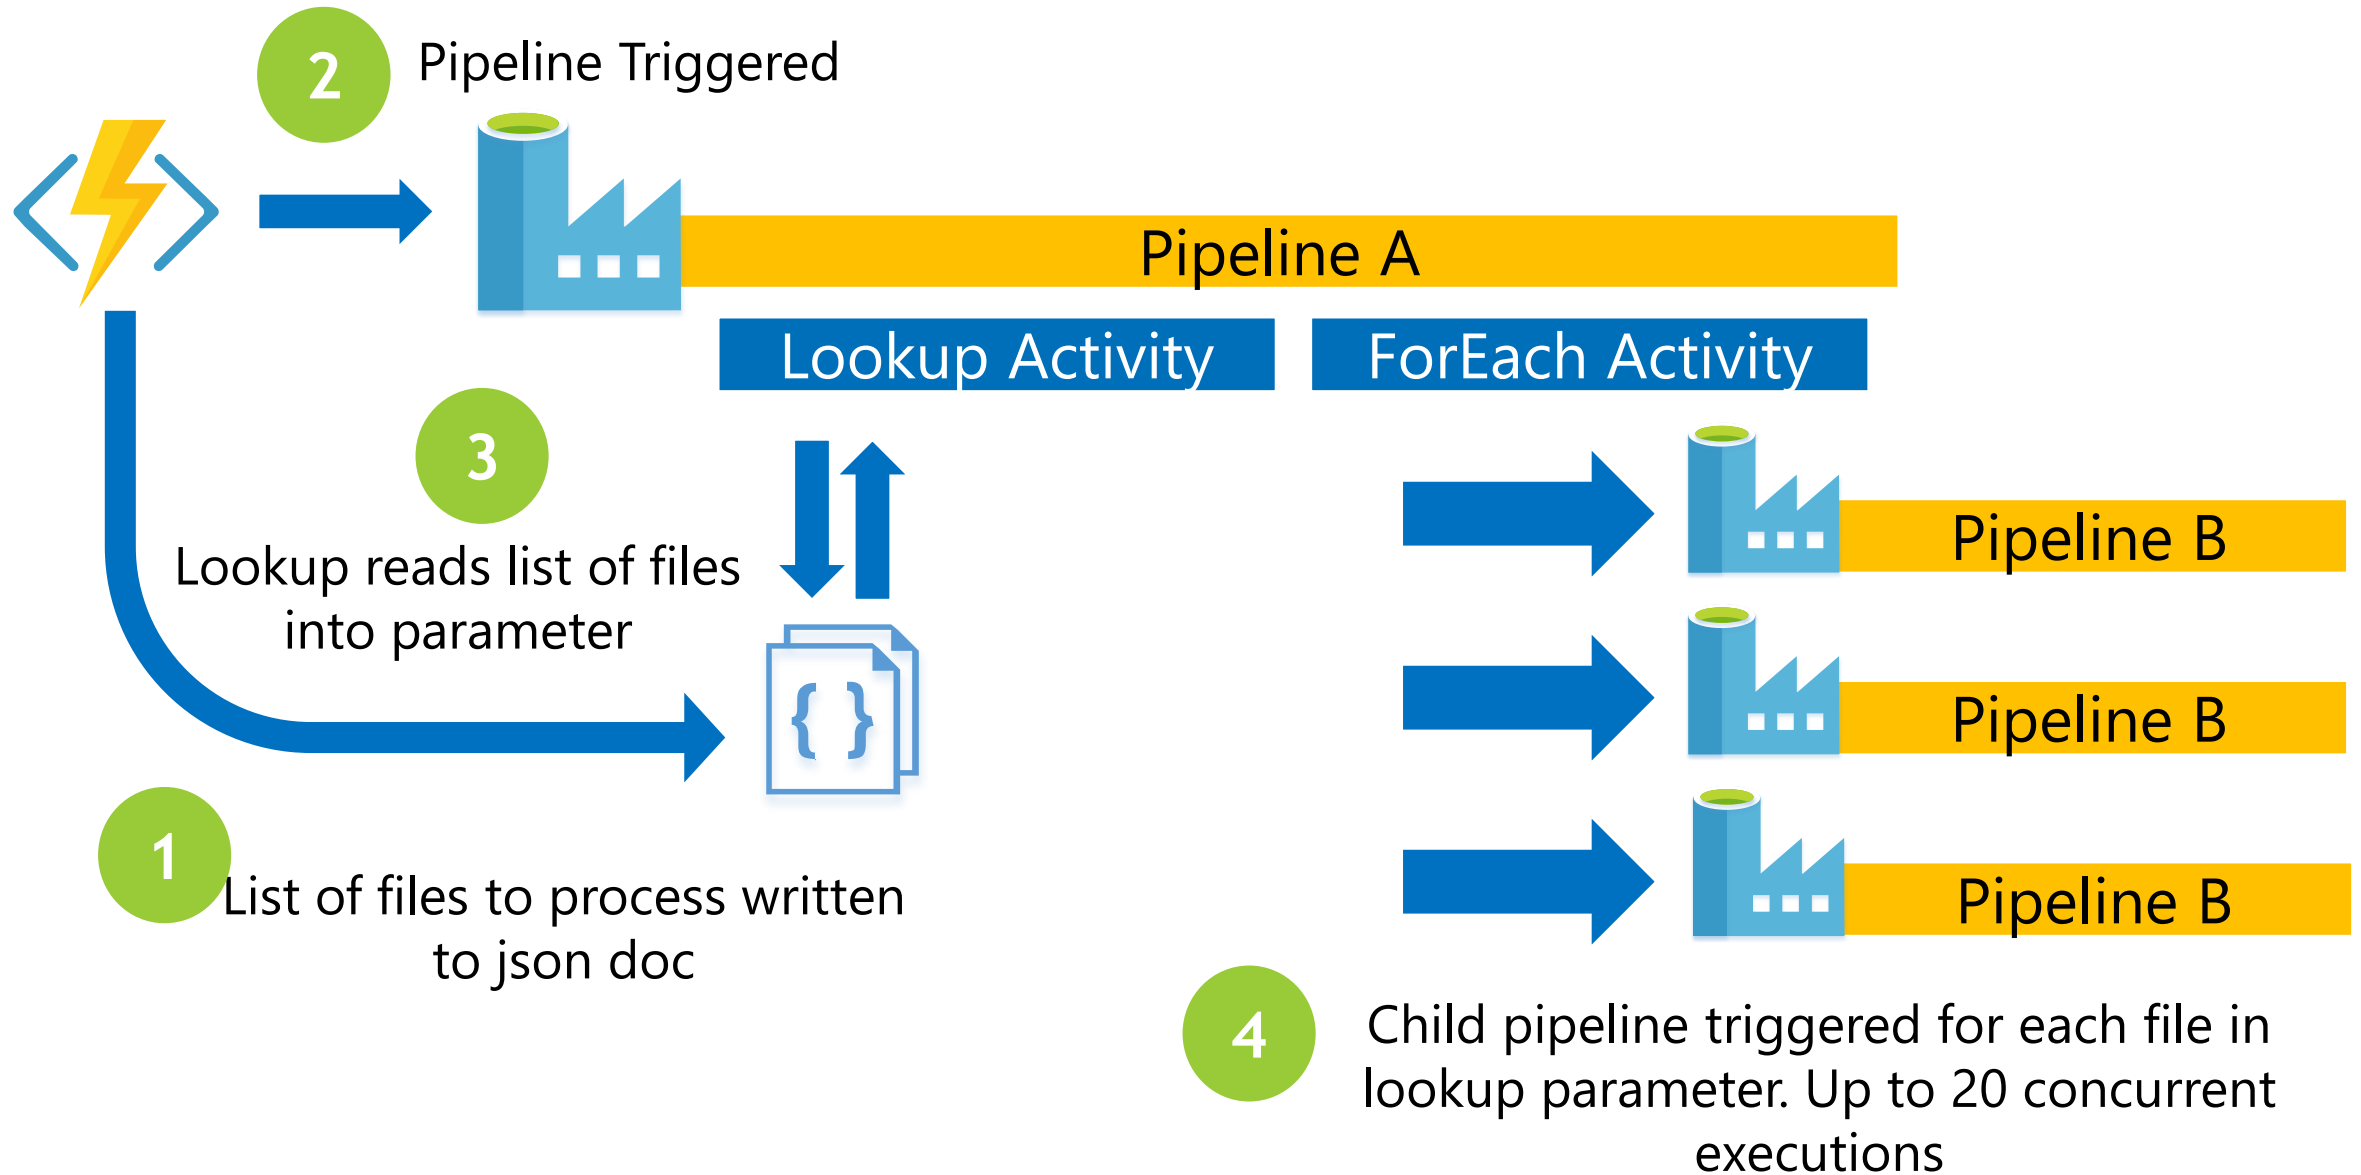 2
Pipeline Triggered
Pipeline A
Lookup Activity
ForEach Activity
3
Lookup reads list of files
into parameter
{ }
Pipeline B
Pipeline B
Pipeline B
1
List of files to process written
to json doc
4
Child pipeline triggered for each file in
lookup parameter. Up to 20 concurrent
executions